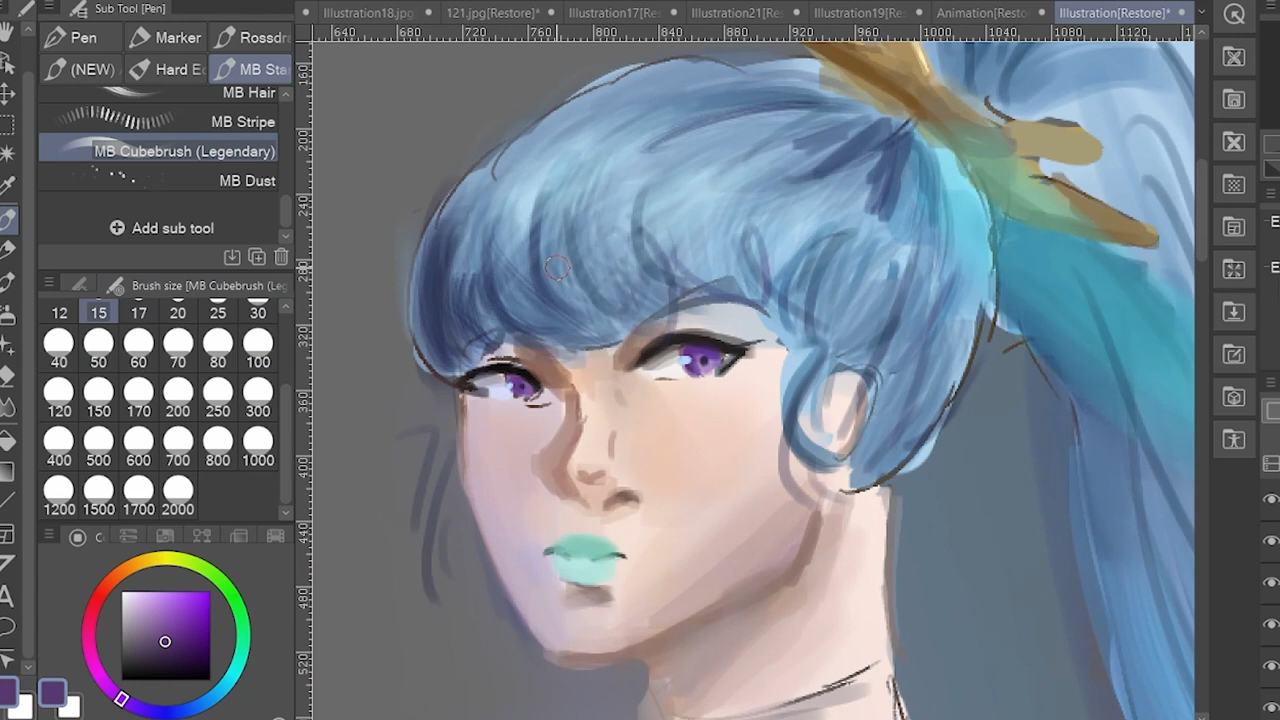 Sub Tool [Pen]
Illustration18.jpg
121.jpg[Restore]*
Illustration17[Re
Illustration21[Re
Illustration19[Re
Animation[Resto
Illustration[Restore]*
640 680 720 760 800 840 880 920 960 1000 1040 1080 1120
Pen
Marker
Rossdr
(NEW)
Hard E
MB Sta
MB Hair
MB Stripe
MB Cubebrush (Legendary)
MB Dust
Add sub tool
Brush size [MB Cubebrush (Leg
12 15 17 20 25 30
40 50 60 70 80 100
120 150 170 200 250 300
400 500 600 700 800 1000
1200 1500 1700 2000
160
200
240
280
320
360
400
440
480
520